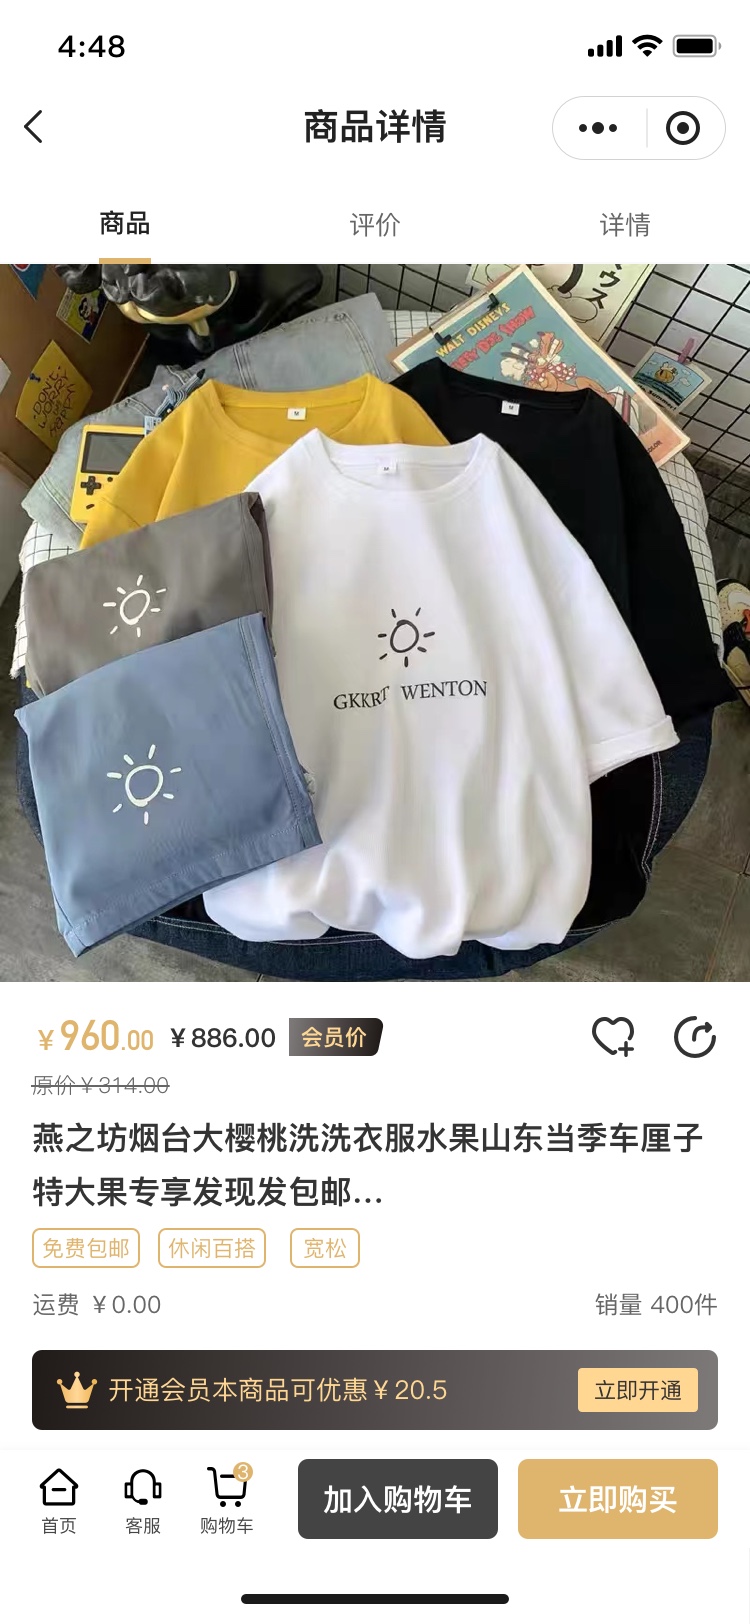 4:48
商品详情
商品
评价
详情
WALT DISNEY'S
DON'T
WORRY
M
M
M
GKKRT WENTON
¥960.00 ¥886.00 会员价
原价¥314.00
燕之坊烟台大樱桃洗洗衣服水果山东当季车厘子
特大果专享发现发包邮...
免费包邮 休闲百搭 宽松
运费 ¥0.00
销量 400件
开通会员本商品可优惠¥20.5
立即开通
3
首页
客服
购物车
加入购物车
立即购买